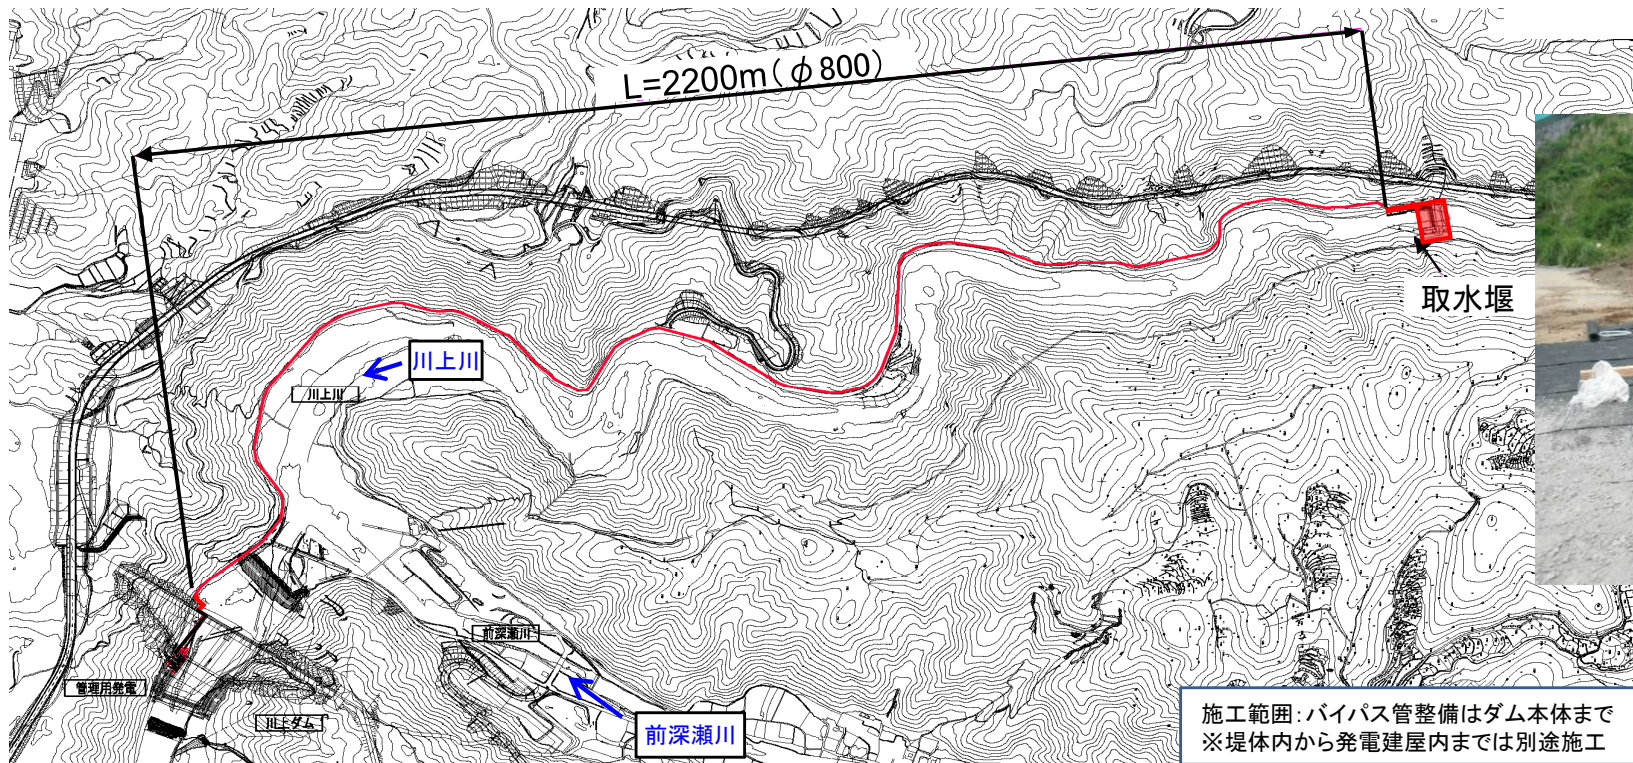 L=2200m(φ800)
取水堰
川上川
川上川
前深瀬川
管理用発電
川上ダム
前深瀬川
施工範囲:バイパス管整備はダム本体まで
※堤体内から発電建屋内までは別途施工